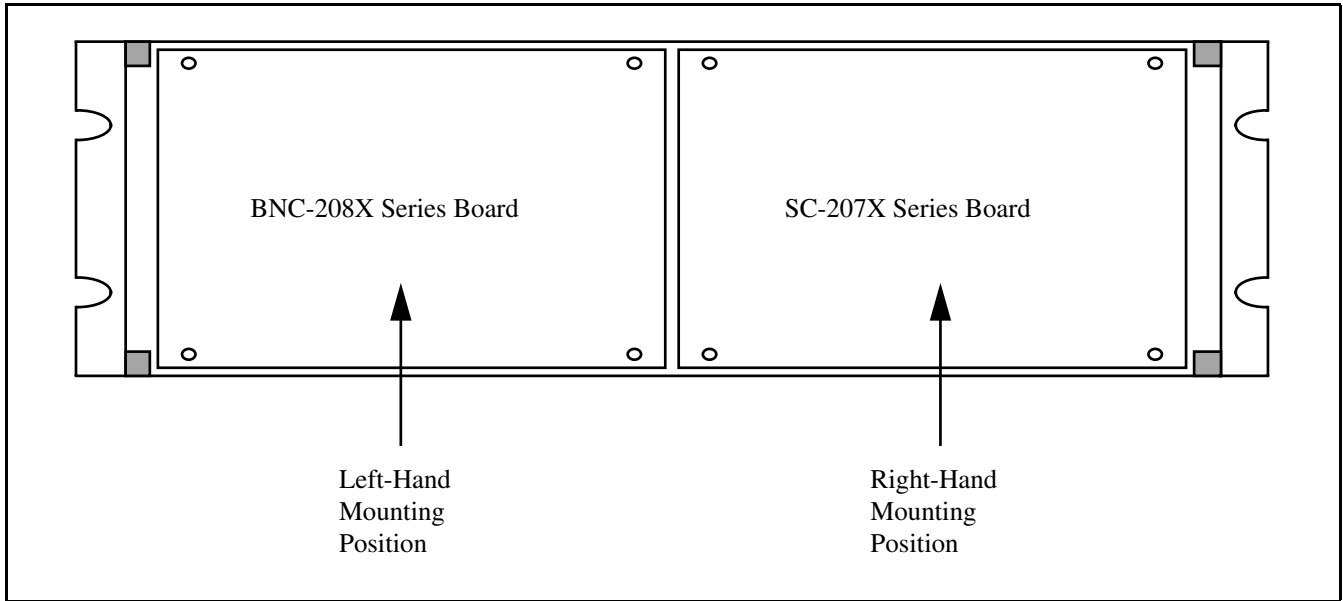 BNC-208X Series Board
SC-207X Series Board
Left-Hand
Mounting
Position
Right-Hand
Mounting
Position